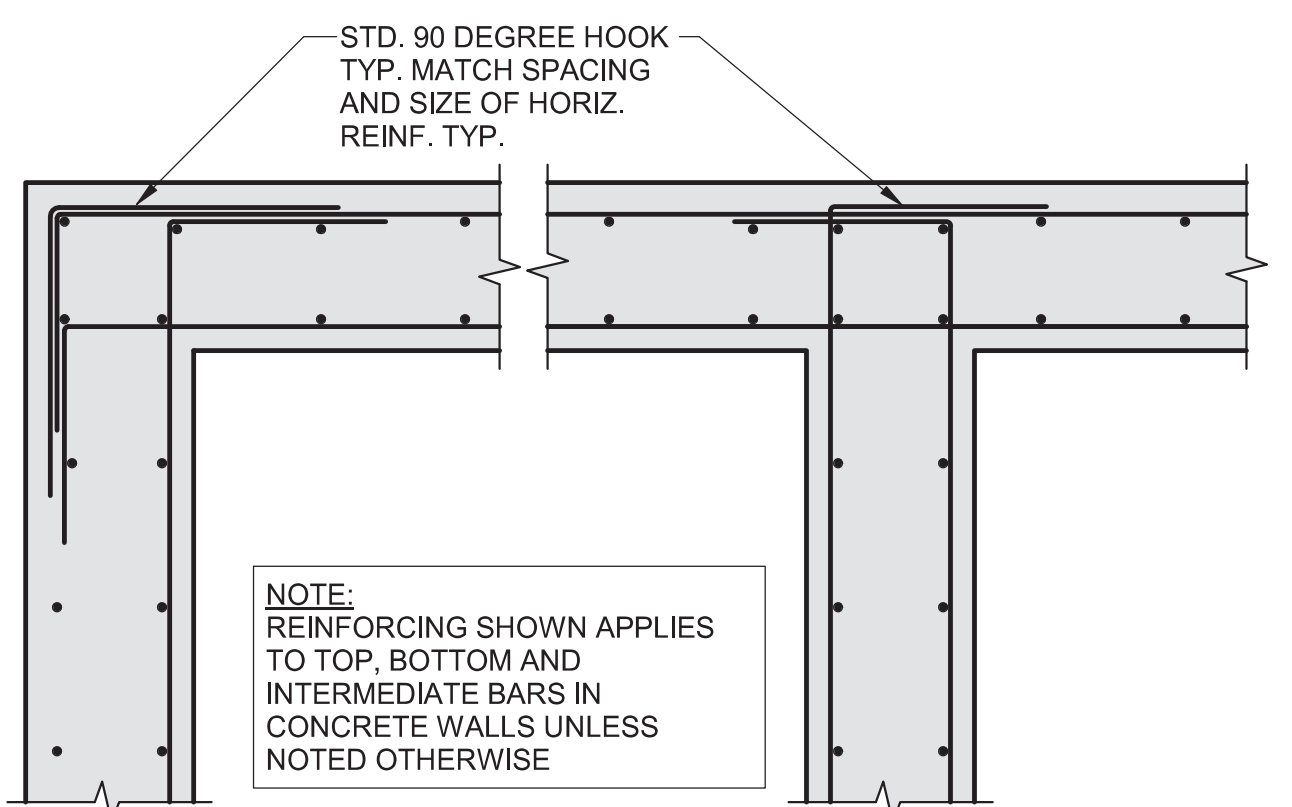 STD. 90 DEGREE HOOK
TYP. MATCH SPACING
AND SIZE OF HORIZ.
REINF. TYP.
NOTE:
REINFORCING SHOWN APPLIES
TO TOP, BOTTOM AND
INTERMEDIATE BARS IN
CONCRETE WALLS UNLESS
NOTED OTHERWISE